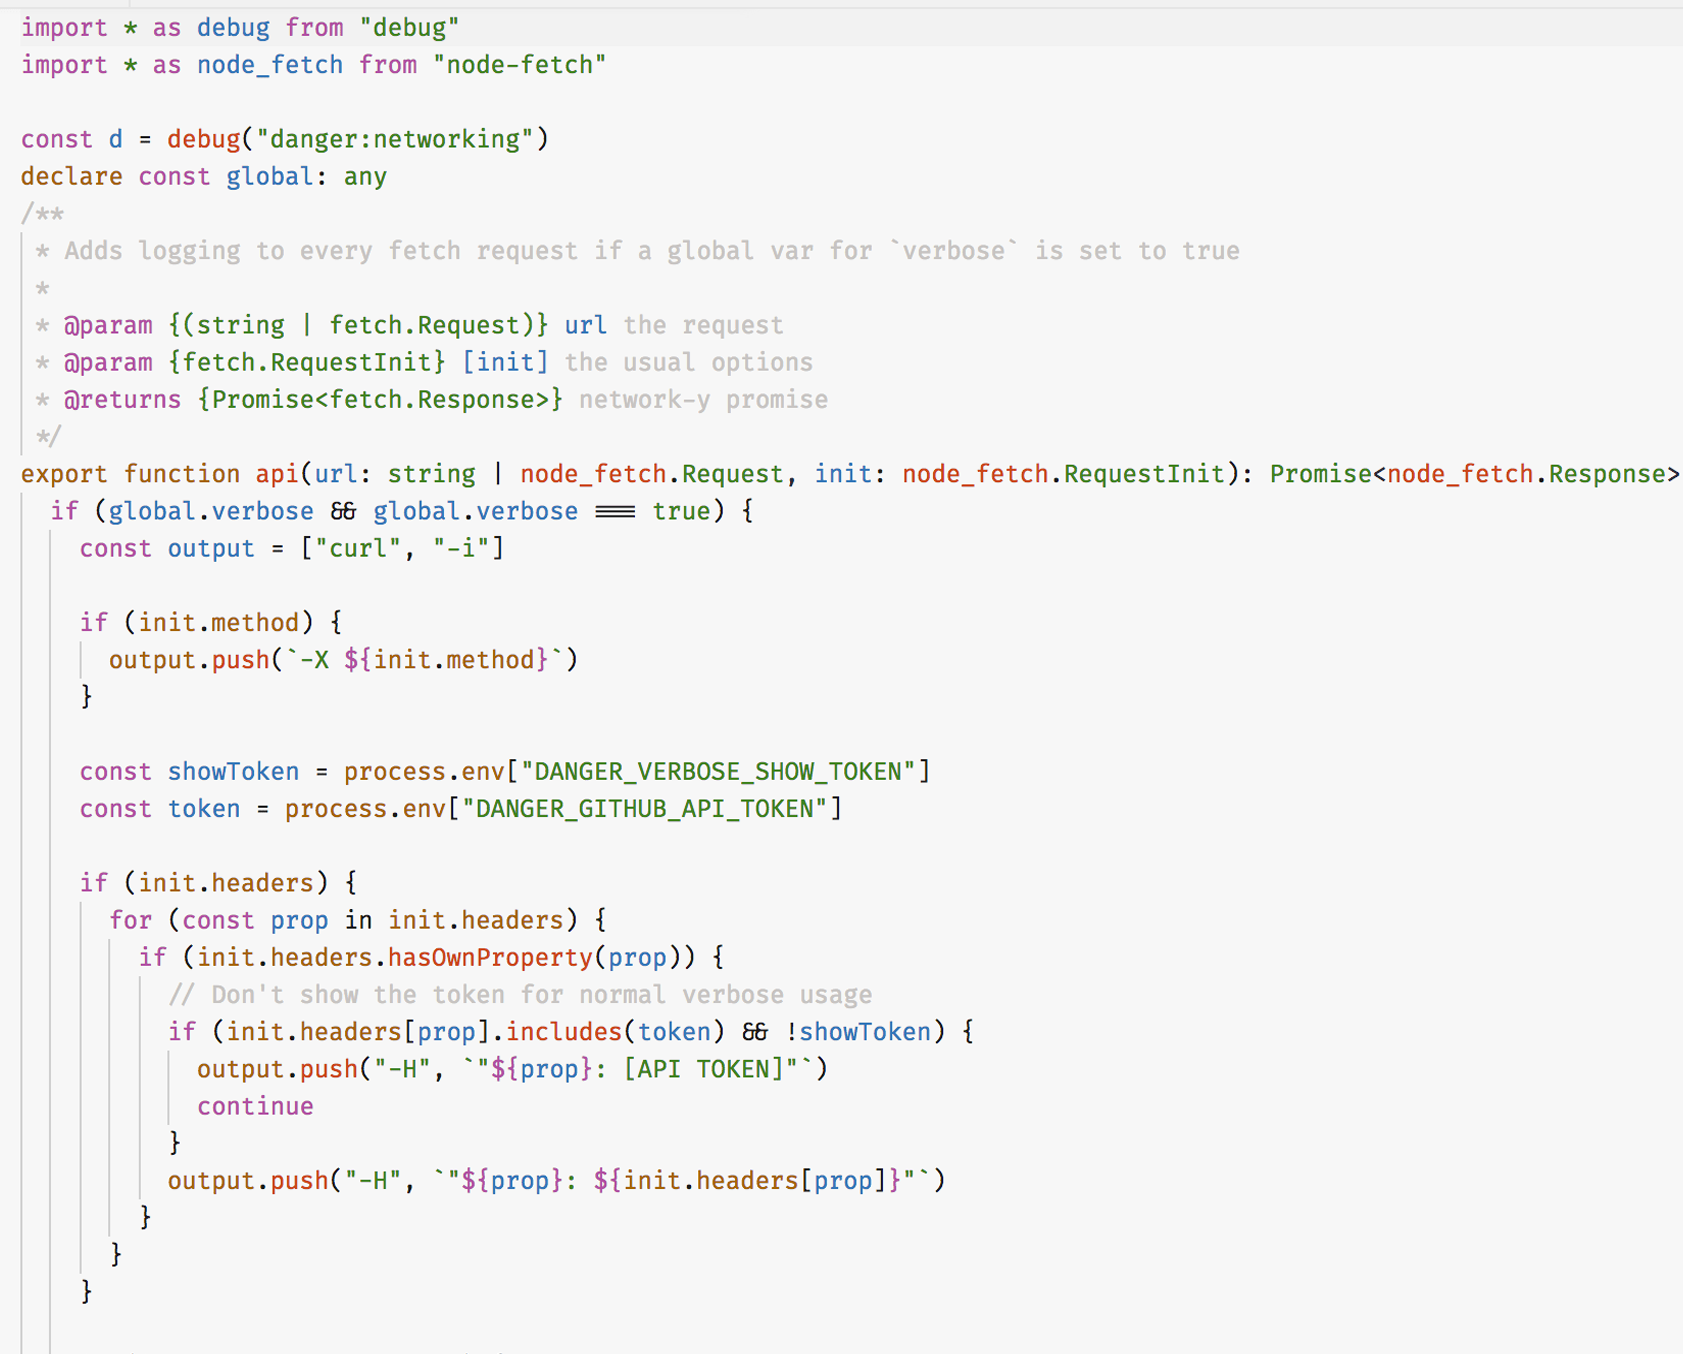 import * as debug from "debug"
import * as node_fetch from "node-fetch"

const d = debug("danger:networking")
declare const global: any
/**
 * Adds logging to every fetch request if a global var for `verbose` is set to true
 *
 * @param {(string | fetch.Request)} url the request
 * @param {fetch.RequestInit} [init] the usual options
 * @returns {Promise<fetch.Response>} network-y promise
 */
export function api(url: string | node_fetch.Request, init: node_fetch.RequestInit): Promise<node_fetch.Response>
  if (global.verbose && global.verbose === true) {
    const output = ["curl", "-i"]

    if (init.method) {
      output.push(`-X ${init.method}`)
    }

    const showToken = process.env["DANGER_VERBOSE_SHOW_TOKEN"]
    const token = process.env["DANGER_GITHUB_API_TOKEN"]

    if (init.headers) {
      for (const prop in init.headers) {
        if (init.headers.hasOwnProperty(prop)) {
          // Don't show the token for normal verbose usage
          if (init.headers[prop].includes(token) && !showToken) {
            output.push("-H", `"${prop}: [API TOKEN]"`)
            continue
          }
          output.push("-H", `"${prop}: ${init.headers[prop]}"`)
        }
      }
    }